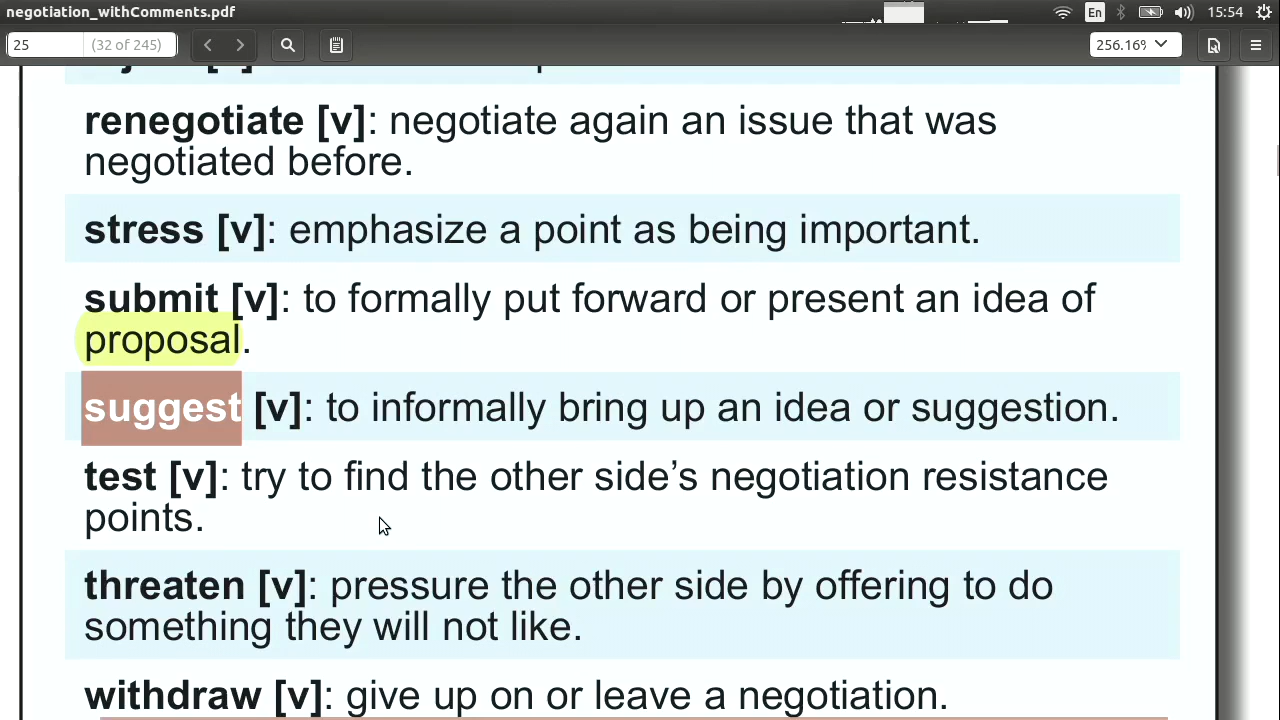 negotiation_withComments.pdf
En
15:54
25
(32 of 245)
256.16%
renegotiate [v]: negotiate again an issue that was
negotiated before.
stress [v]: emphasize a point as being important.
submit [v]: to formally put forward or present an idea of
proposal.
suggest [v]: to informally bring up an idea or suggestion.
test [v]: try to find the other side’s negotiation resistance
points.
threaten [v]: pressure the other side by offering to do
something they will not like.
withdraw [v]: give up on or leave a negotiation.